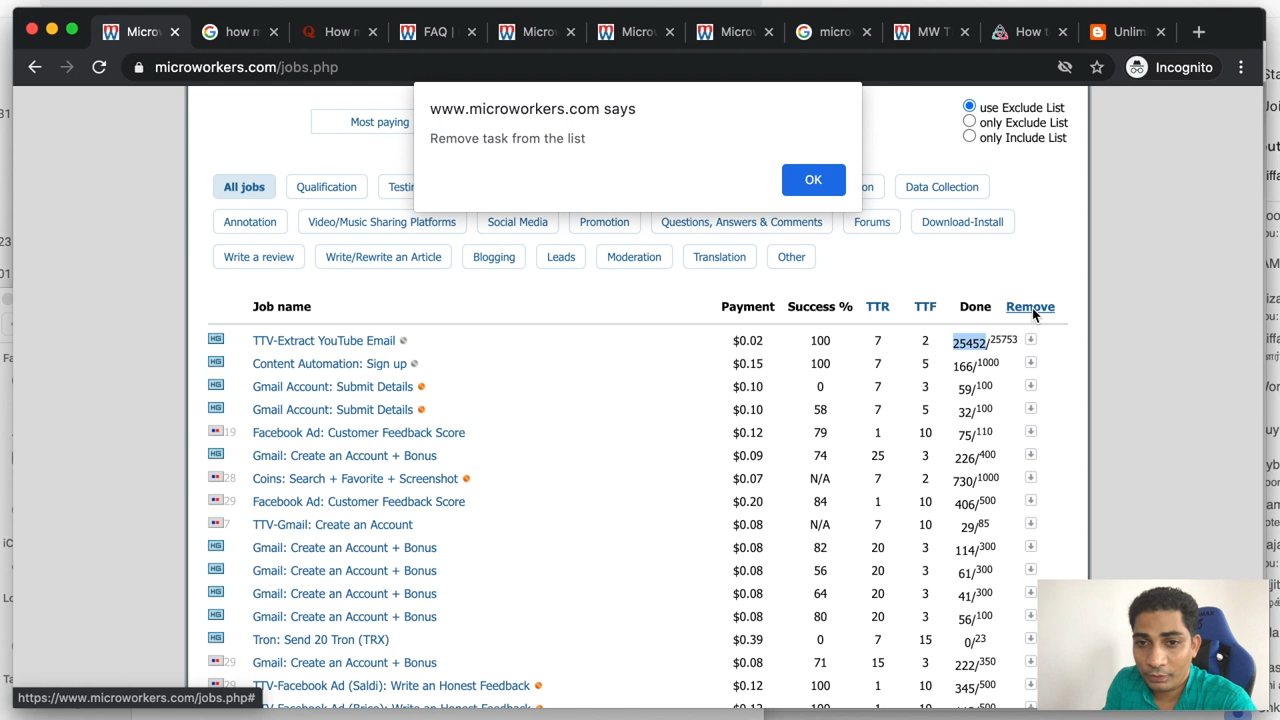 Micro
how m
How n
FAQ |
Micro
Micro
Micro
micro
MW T
How t
Unlim
microworkers.com/jobs.php
Incognito
www.microworkers.com says
Remove task from the list
OK
Most paying
use Exclude List
only Exclude List
only Include List
All jobs Qualification Testin on Data Collection
Annotation Video/Music Sharing Platforms Social Media Promotion Questions, Answers & Comments Forums Download-Install
Write a review Write/Rewrite an Article Blogging Leads Moderation Translation Other
Job name Payment Success % TTR TTF Done Remove
HG TTV-Extract YouTube Email $0.02 100 7 2 25452/25753
HG Content Automation: Sign up $0.15 100 7 5 166/1000
HG Gmail Account: Submit Details $0.10 0 7 3 59/100
HG Gmail Account: Submit Details $0.10 58 7 5 32/100
19 Facebook Ad: Customer Feedback Score $0.12 79 1 10 75/110
HG Gmail: Create an Account + Bonus $0.09 74 25 3 226/400
28 Coins: Search + Favorite + Screenshot $0.07 N/A 7 2 730/1000
29 Facebook Ad: Customer Feedback Score $0.20 84 1 10 406/500
7 TTV-Gmail: Create an Account $0.08 N/A 7 10 29/85
HG Gmail: Create an Account + Bonus $0.08 82 20 3 114/300
HG Gmail: Create an Account + Bonus $0.08 56 20 3 61/300
HG Gmail: Create an Account + Bonus $0.08 64 20 3 41/300
HG Gmail: Create an Account + Bonus $0.08 80 20 3 56/100
HG Tron: Send 20 Tron (TRX) $0.39 0 7 15 0/23
29 Gmail: Create an Account + Bonus $0.08 71 15 3 222/350
TTV-Facebook Ad (Saldi): Write an Honest Feedback $0.12 100 1 10 345/500
https://www.microworkers.com/jobs.php#